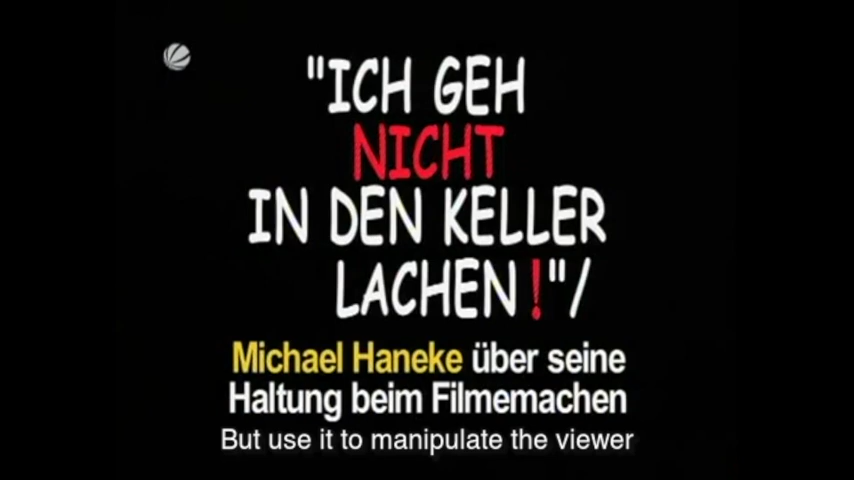 "ICH GEH
NICHT
IN DEN KELLER
LACHEN!"/
Michael Haneke über seine
Haltung beim Filmemachen
But use it to manipulate the viewer